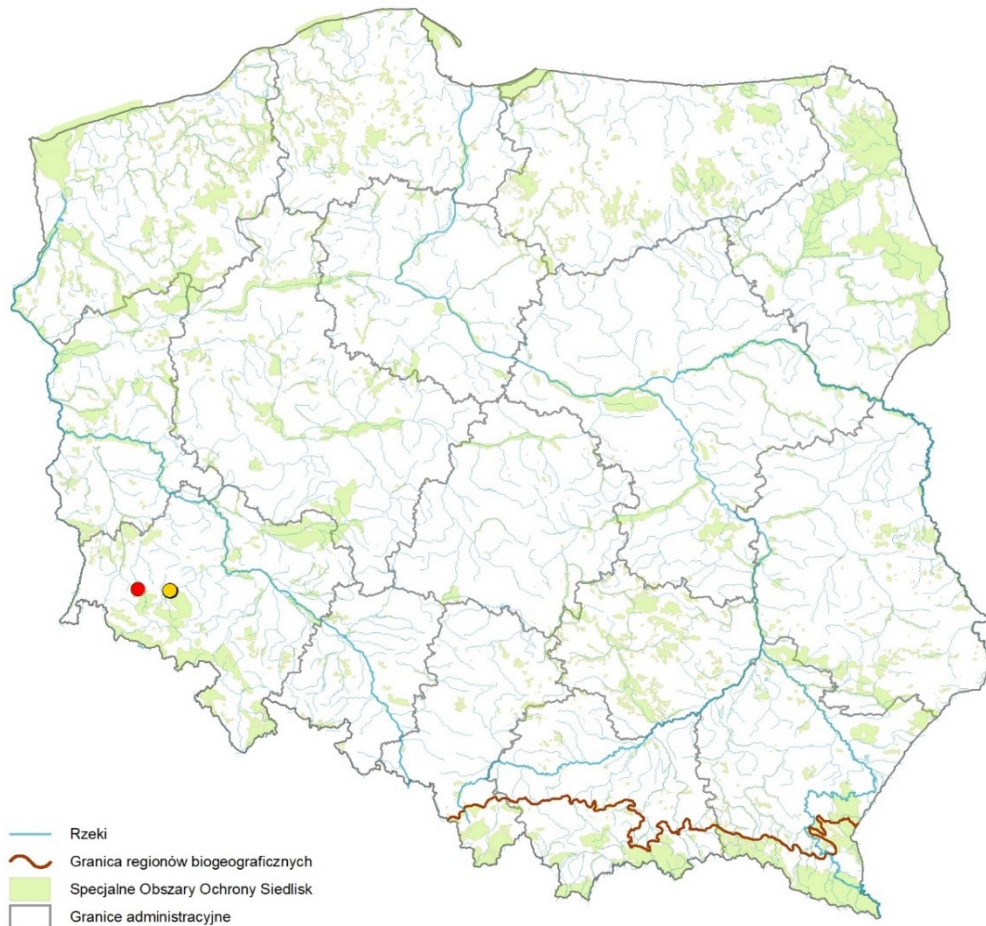 Rzeki
Granica regionów biogeograficznych
Specjalne Obszary Ochrony Siedlisk
Granice administracyjne